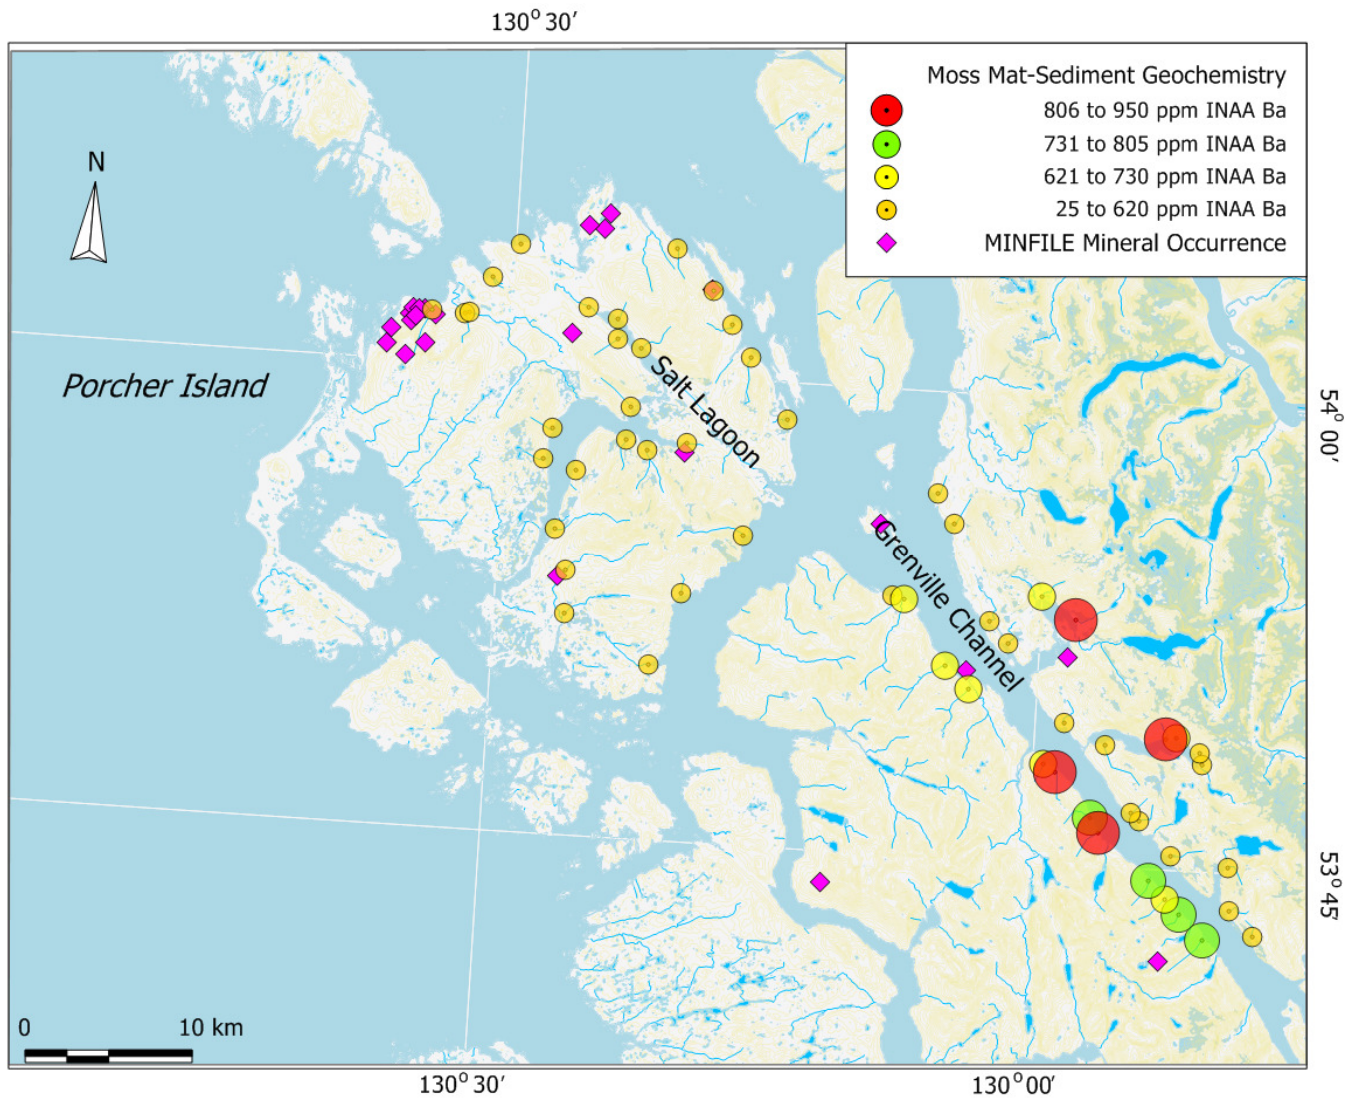 130° 30'
Moss Mat-Sediment Geochemistry
806 to 950 ppm INAA Ba
731 to 805 ppm INAA Ba
621 to 730 ppm INAA Ba
25 to 620 ppm INAA Ba
MINFILE Mineral Occurrence
N
Porcher Island
Salt Lagoon
54° 00'
Grenville Channel
53° 45'
0 10 km
130° 30'
130° 00'